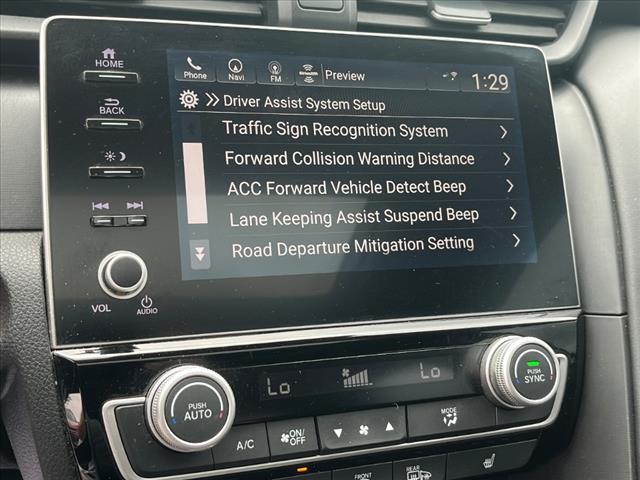 HOME
Phone
Navi
FM
SiriusXM
Preview
1:29
Driver Assist System Setup
BACK
Traffic Sign Recognition System
Forward Collision Warning Distance
ACC Forward Vehicle Detect Beep
Lane Keeping Assist Suspend Beep
Road Departure Mitigation Setting
VOL
AUDIO
Lo
Lo
PUSH
AUTO
PUSH
SYNC
A/C
ON/
OFF
MODE
FRONT
REAR